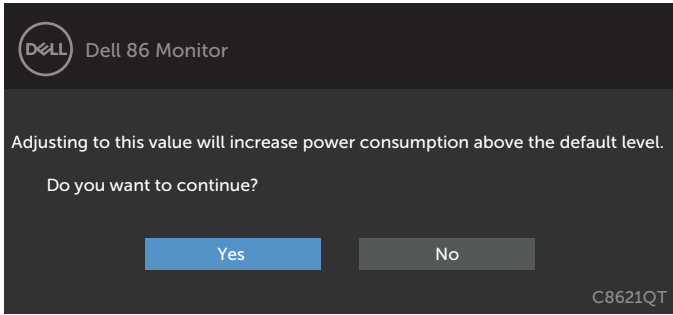 DELL
Dell 86 Monitor
Adjusting to this value will increase power consumption above the default level.
Do you want to continue?
Yes
No
C8621QT